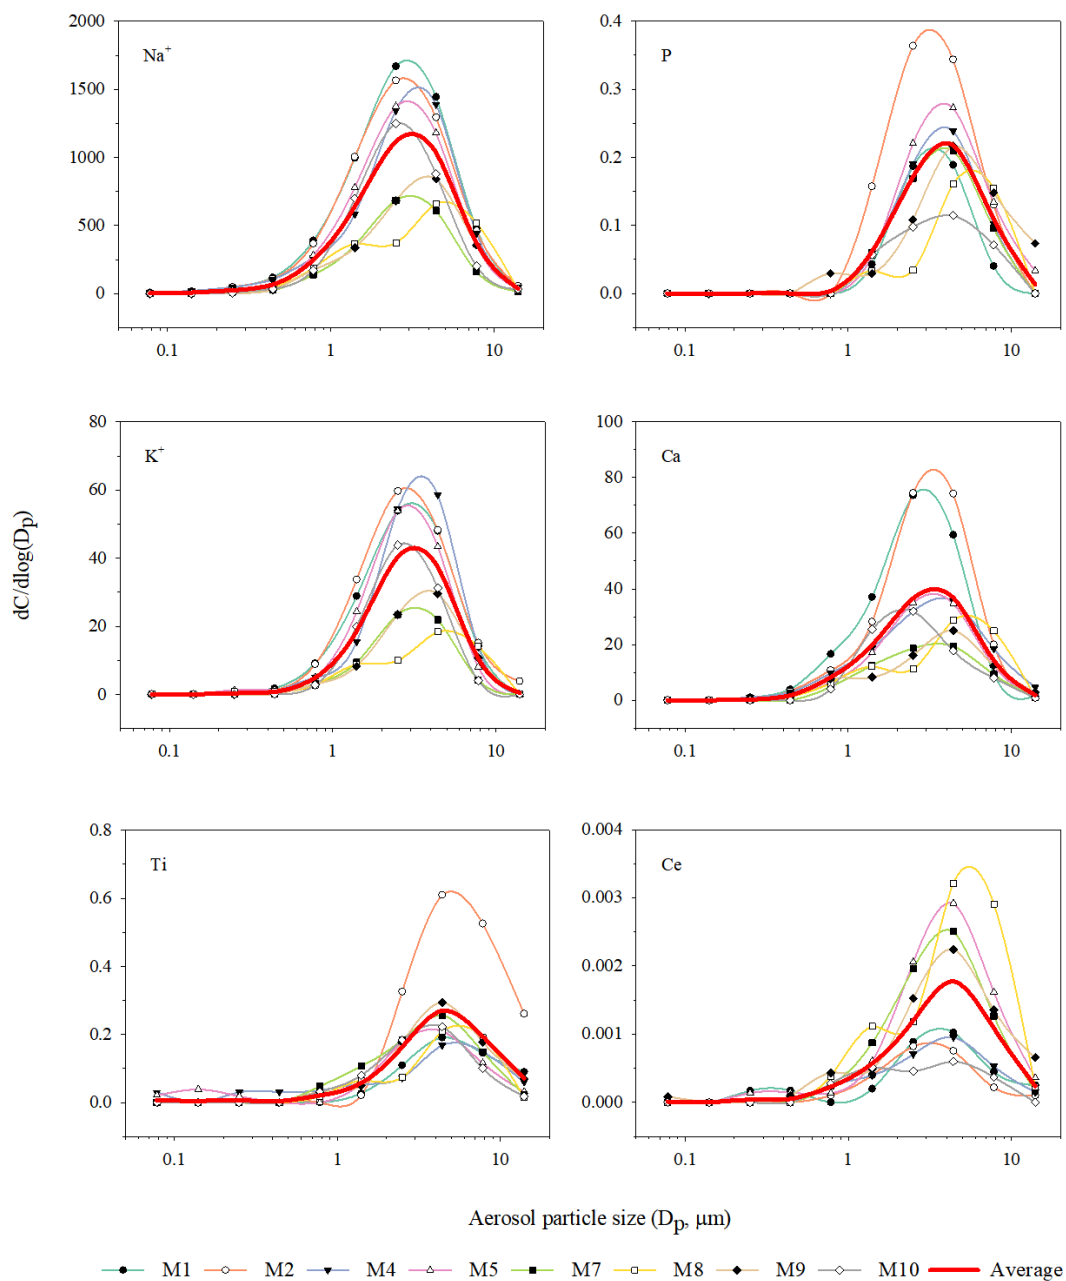 2000
1500
1000
500
0
Na+
0.1 1 10
0.4
0.3
0.2
0.1
0.0
P
0.1 1 10
80
60
40
20
0
K+
0.1 1 10
100
80
60
40
20
0
Ca
0.1 1 10
dC/dlog(Dp)
0.8
0.6
0.4
0.2
0.0
Ti
0.1 1 10
0.004
0.003
0.002
0.001
0.000
Ce
0.1 1 10
Aerosol particle size (Dp, μm)
M1 M2 M4 M5 M7 M8 M9 M10 Average